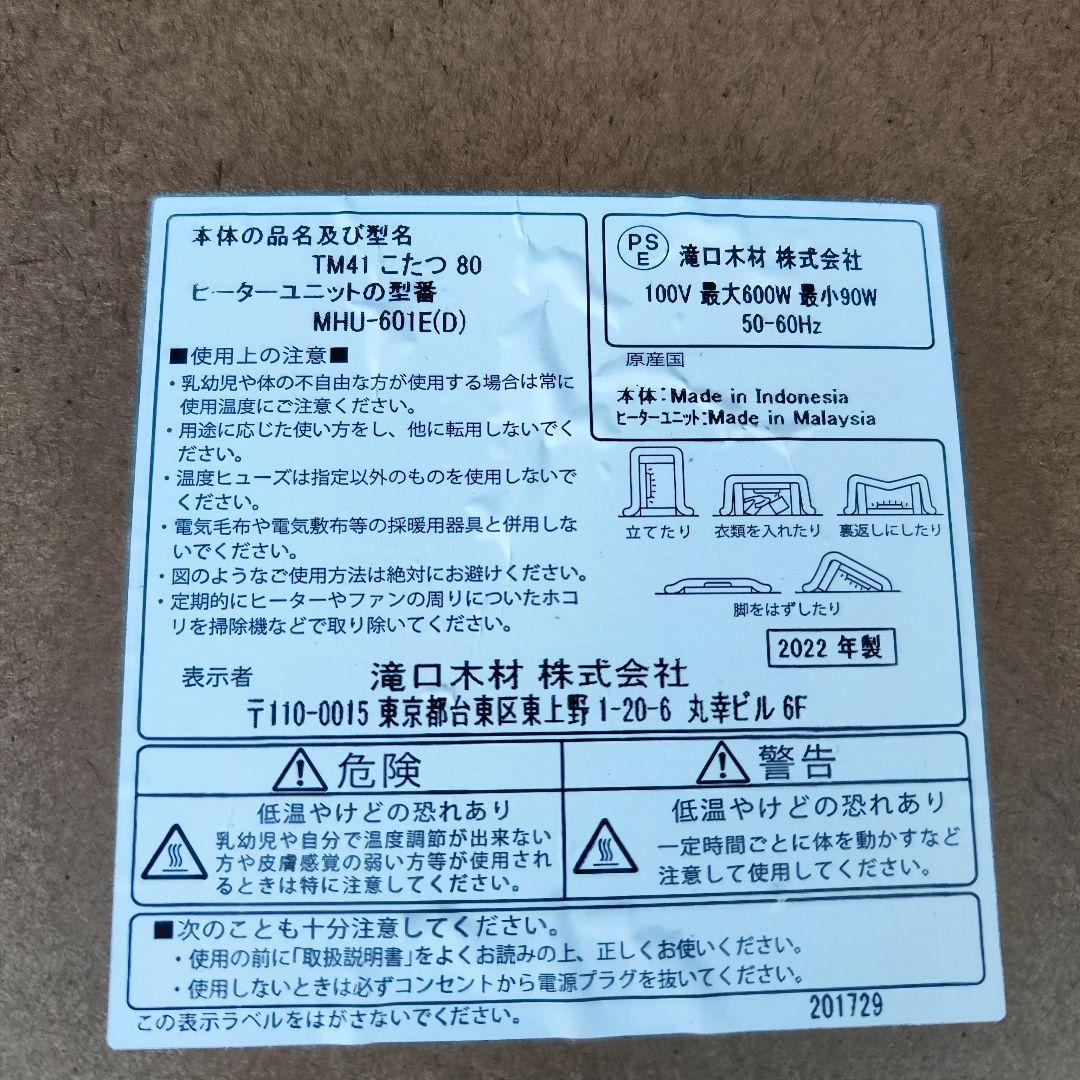 本体の品名及び型名
TM41 こたつ 80
ヒーターユニットの型番
MHU-601E(D)
■使用上の注意■
・乳幼児や体の不自由な方が使用する場合は常に
使用温度にご注意ください。
・用途に応じた使い方をし、他に転用しないでく
ださい。
・温度ヒューズは指定以外のものを使用しないで
ください。
・電気毛布や電気敷布等の採暖用器具と併用しな
いでください。
・図のようなご使用方法は絶対にお避けください。
・定期的にヒーターやファンの周りについたホコ
リを掃除機などで取り除いてください。
PS
E
滝口木材 株式会社
100V 最大600W 最小90W
50-60Hz
原産国
本体:Made in Indonesia
ヒーターユニット:Made in Malaysia
立てたり 衣類を入れたり 裏返しにしたり
脚をはずしたり
2022 年製
表示者 滝口木材 株式会社
〒110-0015 東京都台東区東上野 1-20-6 丸幸ビル 6F
危険
低温やけどの恐れあり
乳幼児や自分で温度調節が出来ない
方や皮膚感覚の弱い方等が使用され
るときは特に注意してください。
警告
低温やけどの恐れあり
一定時間ごとに体を動かすなど
注意して使用してください。
■次のことも十分注意してください。
・使用の前に「取扱説明書」をよくお読みの上、正しくお使いください。
・使用しないときは必ずコンセントから電源プラグを抜いてください。
この表示ラベルをはがさないでください。
201729